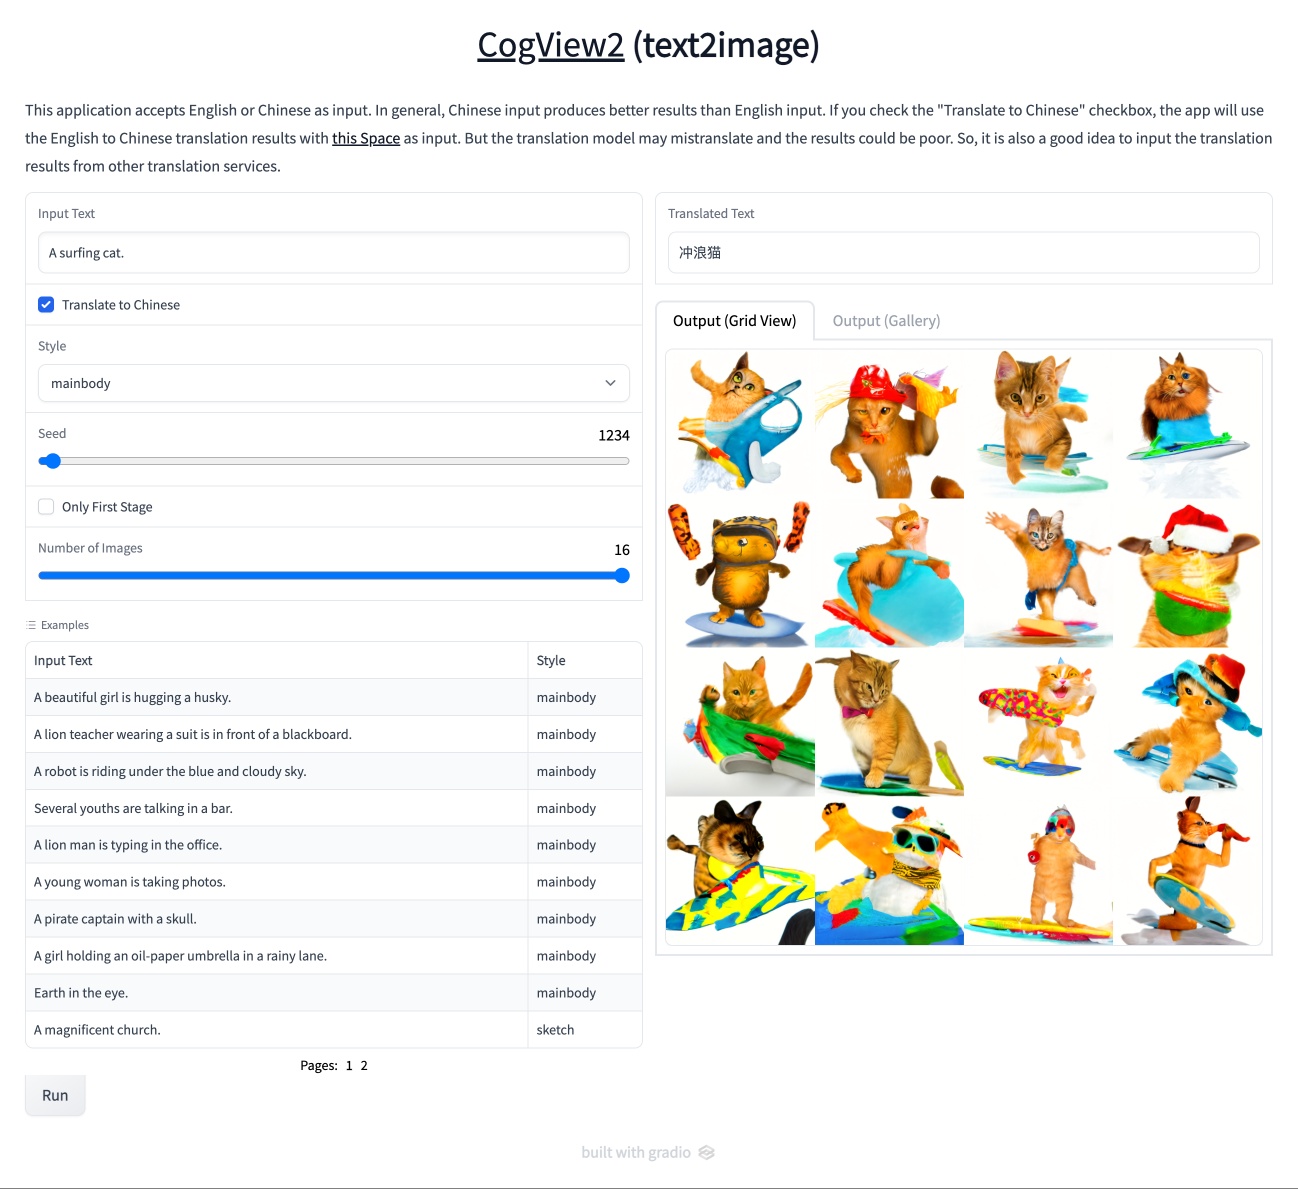 CogView2 (text2image)
This application accepts English or Chinese as input. In general, Chinese input produces better results than English input. If you check the "Translate to Chinese" checkbox, the app will use
the English to Chinese translation results with this Space as input. But the translation model may mistranslate and the results could be poor. So, it is also a good idea to input the translation
results from other translation services.
Input Text
A surfing cat.
Translate to Chinese
Style
mainbody
Seed
1234
Only First Stage
Number of Images
16
Examples
Input Text Style
A beautiful girl is hugging a husky. mainbody
A lion teacher wearing a suit is in front of a blackboard. mainbody
A robot is riding under the blue and cloudy sky. mainbody
Several youths are talking in a bar. mainbody
A lion man is typing in the office. mainbody
A young woman is taking photos. mainbody
A pirate captain with a skull. mainbody
A girl holding an oil-paper umbrella in a rainy lane. mainbody
Earth in the eye. mainbody
A magnificent church. sketch
Pages: 1 2
Run
Translated Text
冲浪猫
Output (Grid View) Output (Gallery)
built with gradio